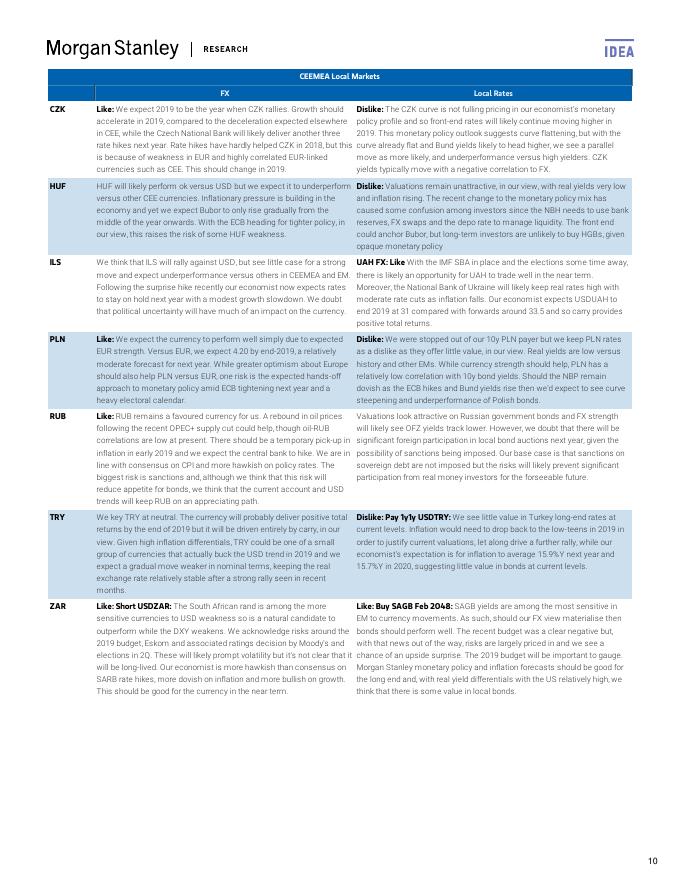 Morgan Stanley | RESEARCH
IDEA
CEEMEA Local Markets
FX
Local Rates
CZK
Like: We expect 2019 to be the year when CZK rallies. Growth should
accelerate in 2019, compared to the deceleration expected elsewhere
in CEE, while the Czech National Bank will likely deliver another three
rate hikes next year. Rate hikes have hardly helped CZK in 2018, but this
is because of weakness in EUR and highly correlated EUR-linked
currencies such as CEE. This should change in 2019.
Dislike: The CZK curve is not fulling pricing in our economist's monetary
policy profile and so front-end rates will likely continue moving higher in
2019. This monetary policy outlook suggests curve flattening, but with the
curve already flat and Bund yields likely to head higher, we see a parallel
move as more likely, and underperformance versus high yielders. CZK
yields typically move with a negative correlation to FX.
HUF
HUF will likely perform ok versus USD but we expect it to underperform
versus other CEE currencies. Inflationary pressure is building in the
economy and yet we expect Bubor to only rise gradually from the
middle of the year onwards. With the ECB heading for tighter policy, in
our view, this raises the risk of some HUF weakness.
Dislike: Valuations remain unattractive, in our view, with real yields very low
and inflation rising. The recent change to the monetary policy mix has
caused some confusion among investors since the NBH needs to use bank
reserves, FX swaps and the depo rate to manage liquidity. The front end
could anchor Bubor, but long-term investors are unlikely to buy HGBs, given
opaque monetary policy
ILS
We think that ILS will rally against USD, but see little case for a strong
move and expect underperformance versus others in CEEMEA and EM.
Following the surprise hike recently our economist now expects rates
to stay on hold next year with a modest growth slowdown. We doubt
that political uncertainty will have much of an impact on the currency.
UAH FX: Like With the IMF SBA in place and the elections some time away,
there is likely an opportunity for UAH to trade well in the near term.
Moreover, the National Bank of Ukraine will likely keep real rates high with
moderate rate cuts as inflation falls. Our economist expects USDUAH to
end 2019 at 31 compared with forwards around 33.5 and so carry provides
positive total returns.
PLN
Like: We expect the currency to perform well simply due to expected
EUR strength. Versus EUR, we expect 4.20 by end-2019, a relatively
moderate forecast for next year. While greater optimism about Europe
should also help PLN versus EUR, one risk is the expected hands-off
approach to monetary policy amid ECB tightening next year and a
heavy electoral calendar.
Dislike: We were stopped out of our 10y PLN payer but we keep PLN rates
as a dislike as they offer little value, in our view. Real yields are low versus
history and other EMs. While currency strength should help, PLN has a
relatively low correlation with 10y bond yields. Should the NBP remain
dovish as the ECB hikes and Bund yields rise then we'd expect to see curve
steepening and underperformance of Polish bonds.
RUB
Like: RUB remains a favoured currency for us. A rebound in oil prices.
following the recent OPEC+ supply cut could help, though oil-RUB
correlations are low at present. There should be a temporary pick-up in
inflation in early 2019 and we expect the central bank to hike. We are in
line with consensus on CPI and more hawkish on policy rates. The
biggest risk is sanctions and, although we think that this risk will
reduce appetite for bonds, we think that the current account and USD
trends will keep RUB on an appreciating path.
Valuations look attractive on Russian government bonds and FX strength
will likely see OFZ yields track lower. However, we doubt that there will be
significant foreign participation in local bond auctions next year, given the
possibility of sanctions being imposed. Our base case is that sanctions on
sovereign debt are not imposed but the risks will likely prevent significant
participation from real money investors for the forseeable future.
TRY
We key TRY at neutral. The currency will probably deliver positive total
returns by the end of 2019 but it will be driven entirely by carry, in our
view. Given high inflation differentials, TRY could be one of a small
group of currencies that actually buck the USD trend in 2019 and we
expect a gradual move weaker in nominal terms, keeping the real
exchange rate relatively stable after a strong rally seen in recent
months.
Dislike: Pay 1y1y USDTRY: We see little value in Turkey long-end rates at
current levels. Inflation would need to drop back to the low-teens in 2019 in
order to justify current valuations, let along drive a further rally, while our
economist's expectation is for inflation to average 15.9%Y next year and
15.7%Y in 2020, suggesting little value in bonds at current levels.
ZAR
Like: Short USDZAR: The South African rand is among the more
sensitive currencies to USD weakness so is a natural candidate to
outperform while the DXY weakens. We acknowledge risks around the
2019 budget, Eskom and associated ratings decision by Moody's and
elections in 2Q. These will likely prompt volatility but it's not clear that it
will be long-lived. Our economist is more hawkish than consensus on
SARB rate hikes, more dovish on inflation and more bullish on growth.
This should be good for the currency in the near term.
Like: Buy SAGB Feb 2048: SAGB yields are among the most sensitive in
EM to currency movements. As such, should our FX view materialise then
bonds should perform well. The recent budget was a clear negative but,
with that news out of the way, risks are largely priced in and we see a
chance of an upside surprise. The 2019 budget will be important to gauge.
Morgan Stanley monetary policy and inflation forecasts should be good for
the long end and, with real yield differentials with the US relatively high, we
think that there is some value in local bonds.
10